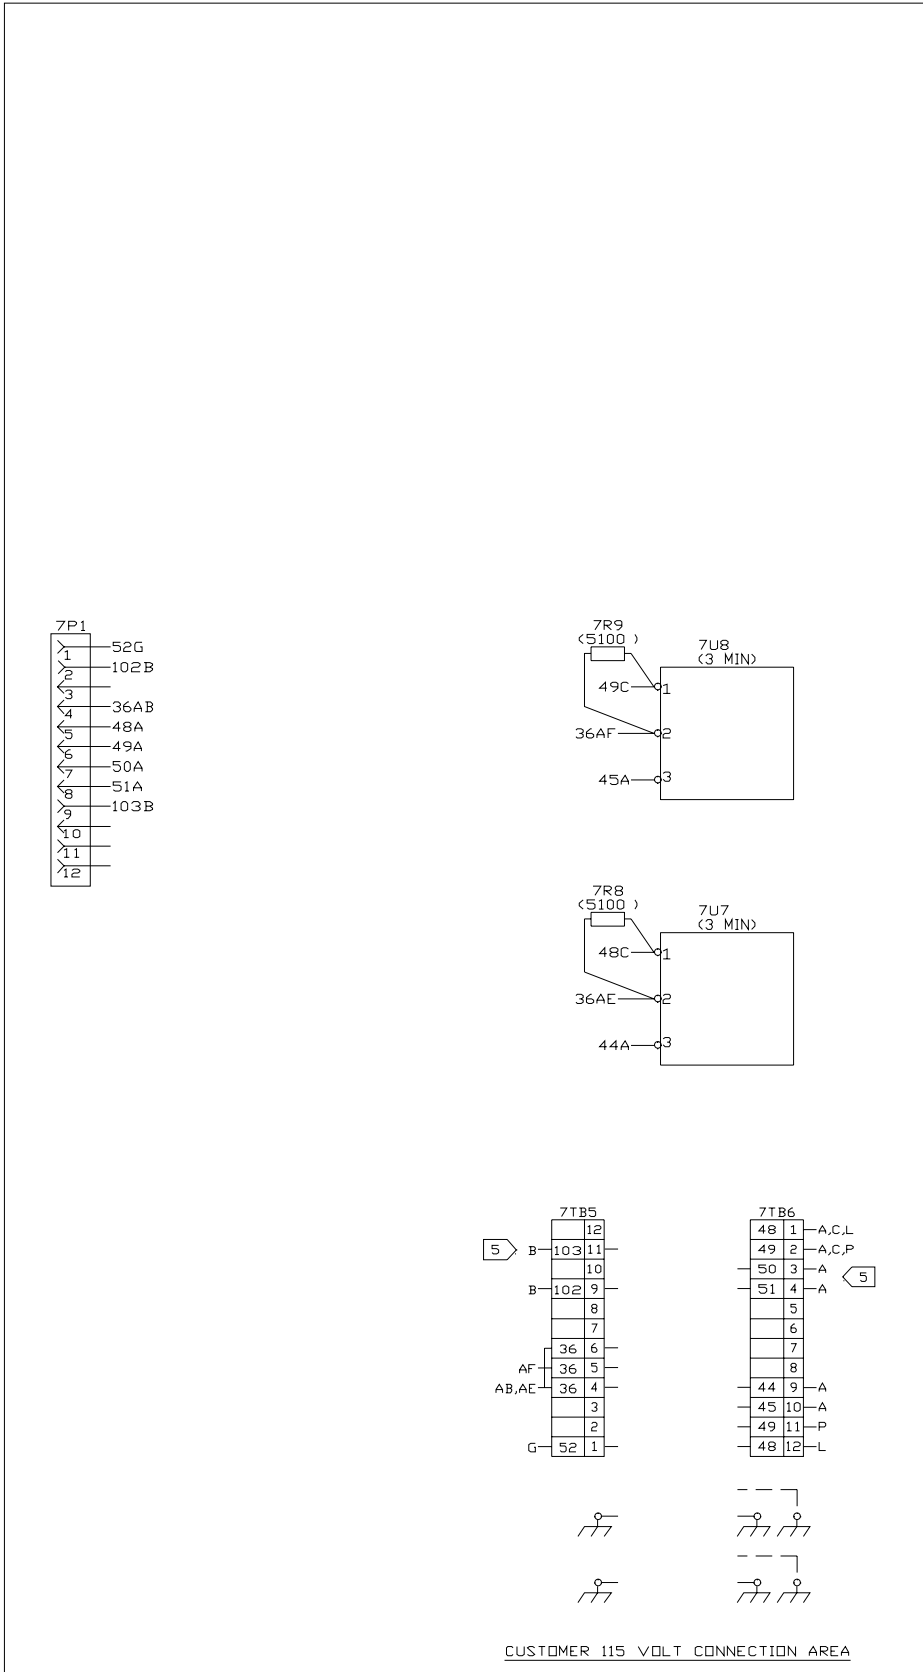 7P1
1 52G
2 102B
3
4 36AB
5 48A
6 49A
7 50A
8 51A
9 103B
10
11
12
7R9
(5100 )
7U8
(3 MIN)
49C 1
36AF 2
45A 3
7R8
(5100 )
7U7
(3 MIN)
48C 1
36AE 2
44A 3
7TB5
12
5 B 103 11
10
B 102 9
8
7
36 6
AF 36 5
AB,AE 36 4
3
2
G 52 1
7TB6
48 1 A,C,L
49 2 A,C,P
50 3 A
5
51 4 A
5
6
7
8
44 9 A
45 10 A
49 11 P
48 12 L
CUSTOMER 115 VOLT CONNECTION AREA